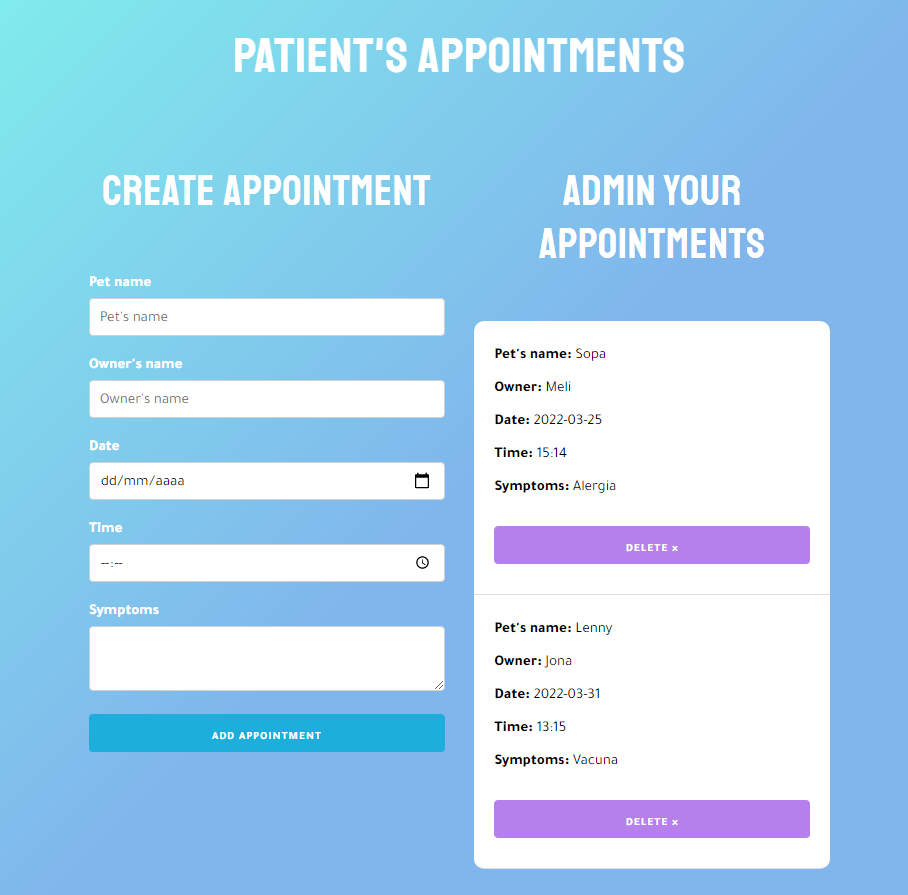 PATIENT'S APPOINTMENTS
CREATE APPOINTMENT
Pet name
Pet's name
Owner's name
Owner's name
Date
dd/mm/aaaa
Time
--:--
Symptoms
ADD APPOINTMENT
ADMIN YOUR
APPOINTMENTS
Pet's name: Sopa
Owner: Meli
Date: 2022-03-25
Time: 15:14
Symptoms: Alergia
DELETE ×
Pet's name: Lenny
Owner: Jona
Date: 2022-03-31
Time: 13:15
Symptoms: Vacuna
DELETE ×